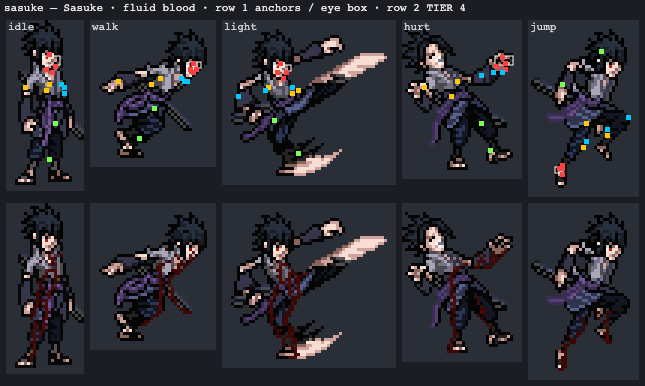 sasuke — Sasuke · fluid blood · row 1 anchors / eye box · row 2 TIER 4
idle
walk
light
hurt
jump